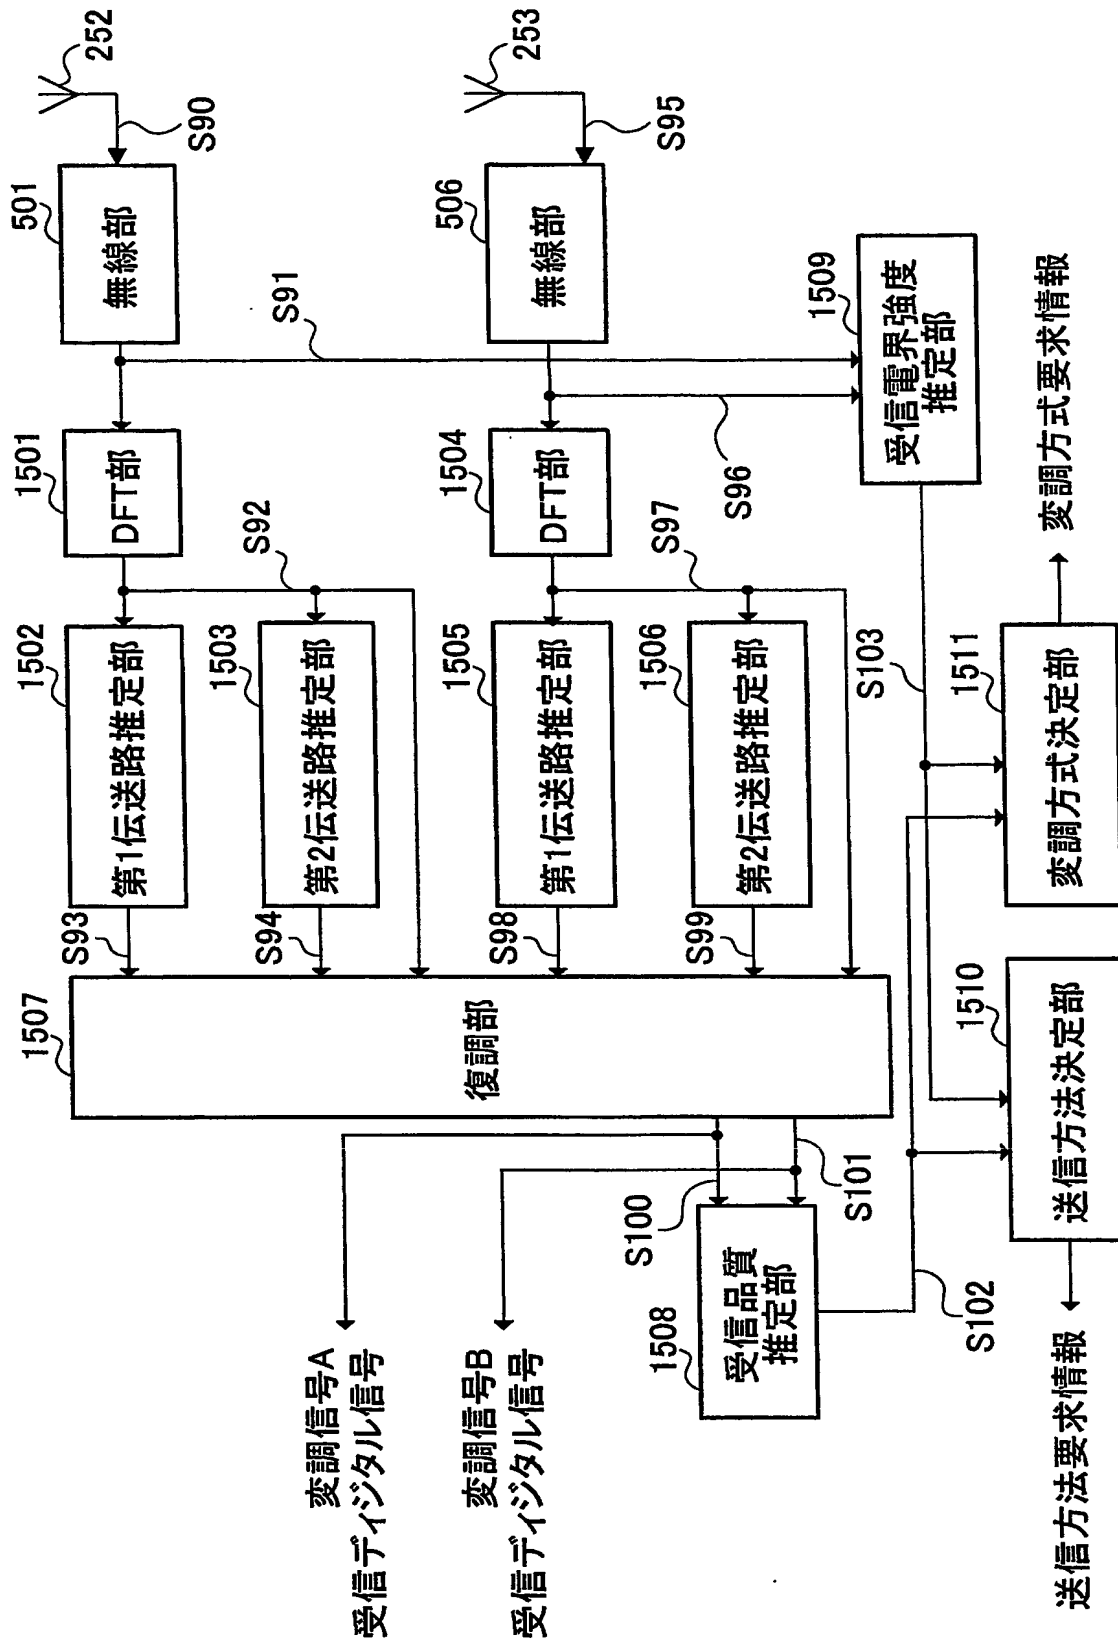 252
S90
501
無線部
S91
1501
DFT部
S92
1502
第1伝送路推定部
1503
第2伝送路推定部
S93
S94
253
S95
506
無線部
1504
DFT部
S96
S97
1505
第1伝送路推定部
1506
第2伝送路推定部
S98
S99
1507
復調部
1509
受信電界強度
推定部
S103
S100
S101
1508
受信品質
推定部
S102
変調信号A
受信ディジタル信号
変調信号B
受信ディジタル信号
1511
変調方式決定部
変調方式要求情報
1510
送信方法決定部
送信方法要求情報